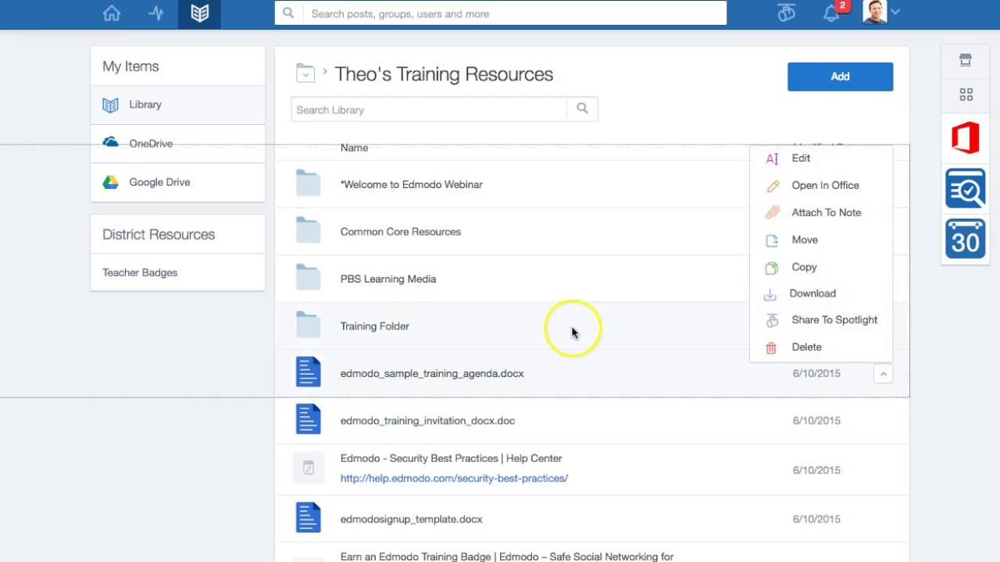 Search posts, groups, users and more
2
My Items
Library
OneDrive
Google Drive
District Resources
Teacher Badges
Theo's Training Resources
Add
Search Library
Name
*Welcome to Edmodo Webinar
Common Core Resources
PBS Learning Media
Training Folder
edmodo_sample_training_agenda.docx
6/10/2015
edmodo_training_invitation_docx.doc
6/10/2015
Edmodo - Security Best Practices | Help Center
http://help.edmodo.com/security-best-practices/
6/10/2015
edmodosignup_template.docx
6/10/2015
Earn an Edmodo Training Badge | Edmodo – Safe Social Networking for
Edit
Open In Office
Attach To Note
Move
Copy
Download
Share To Spotlight
Delete
30